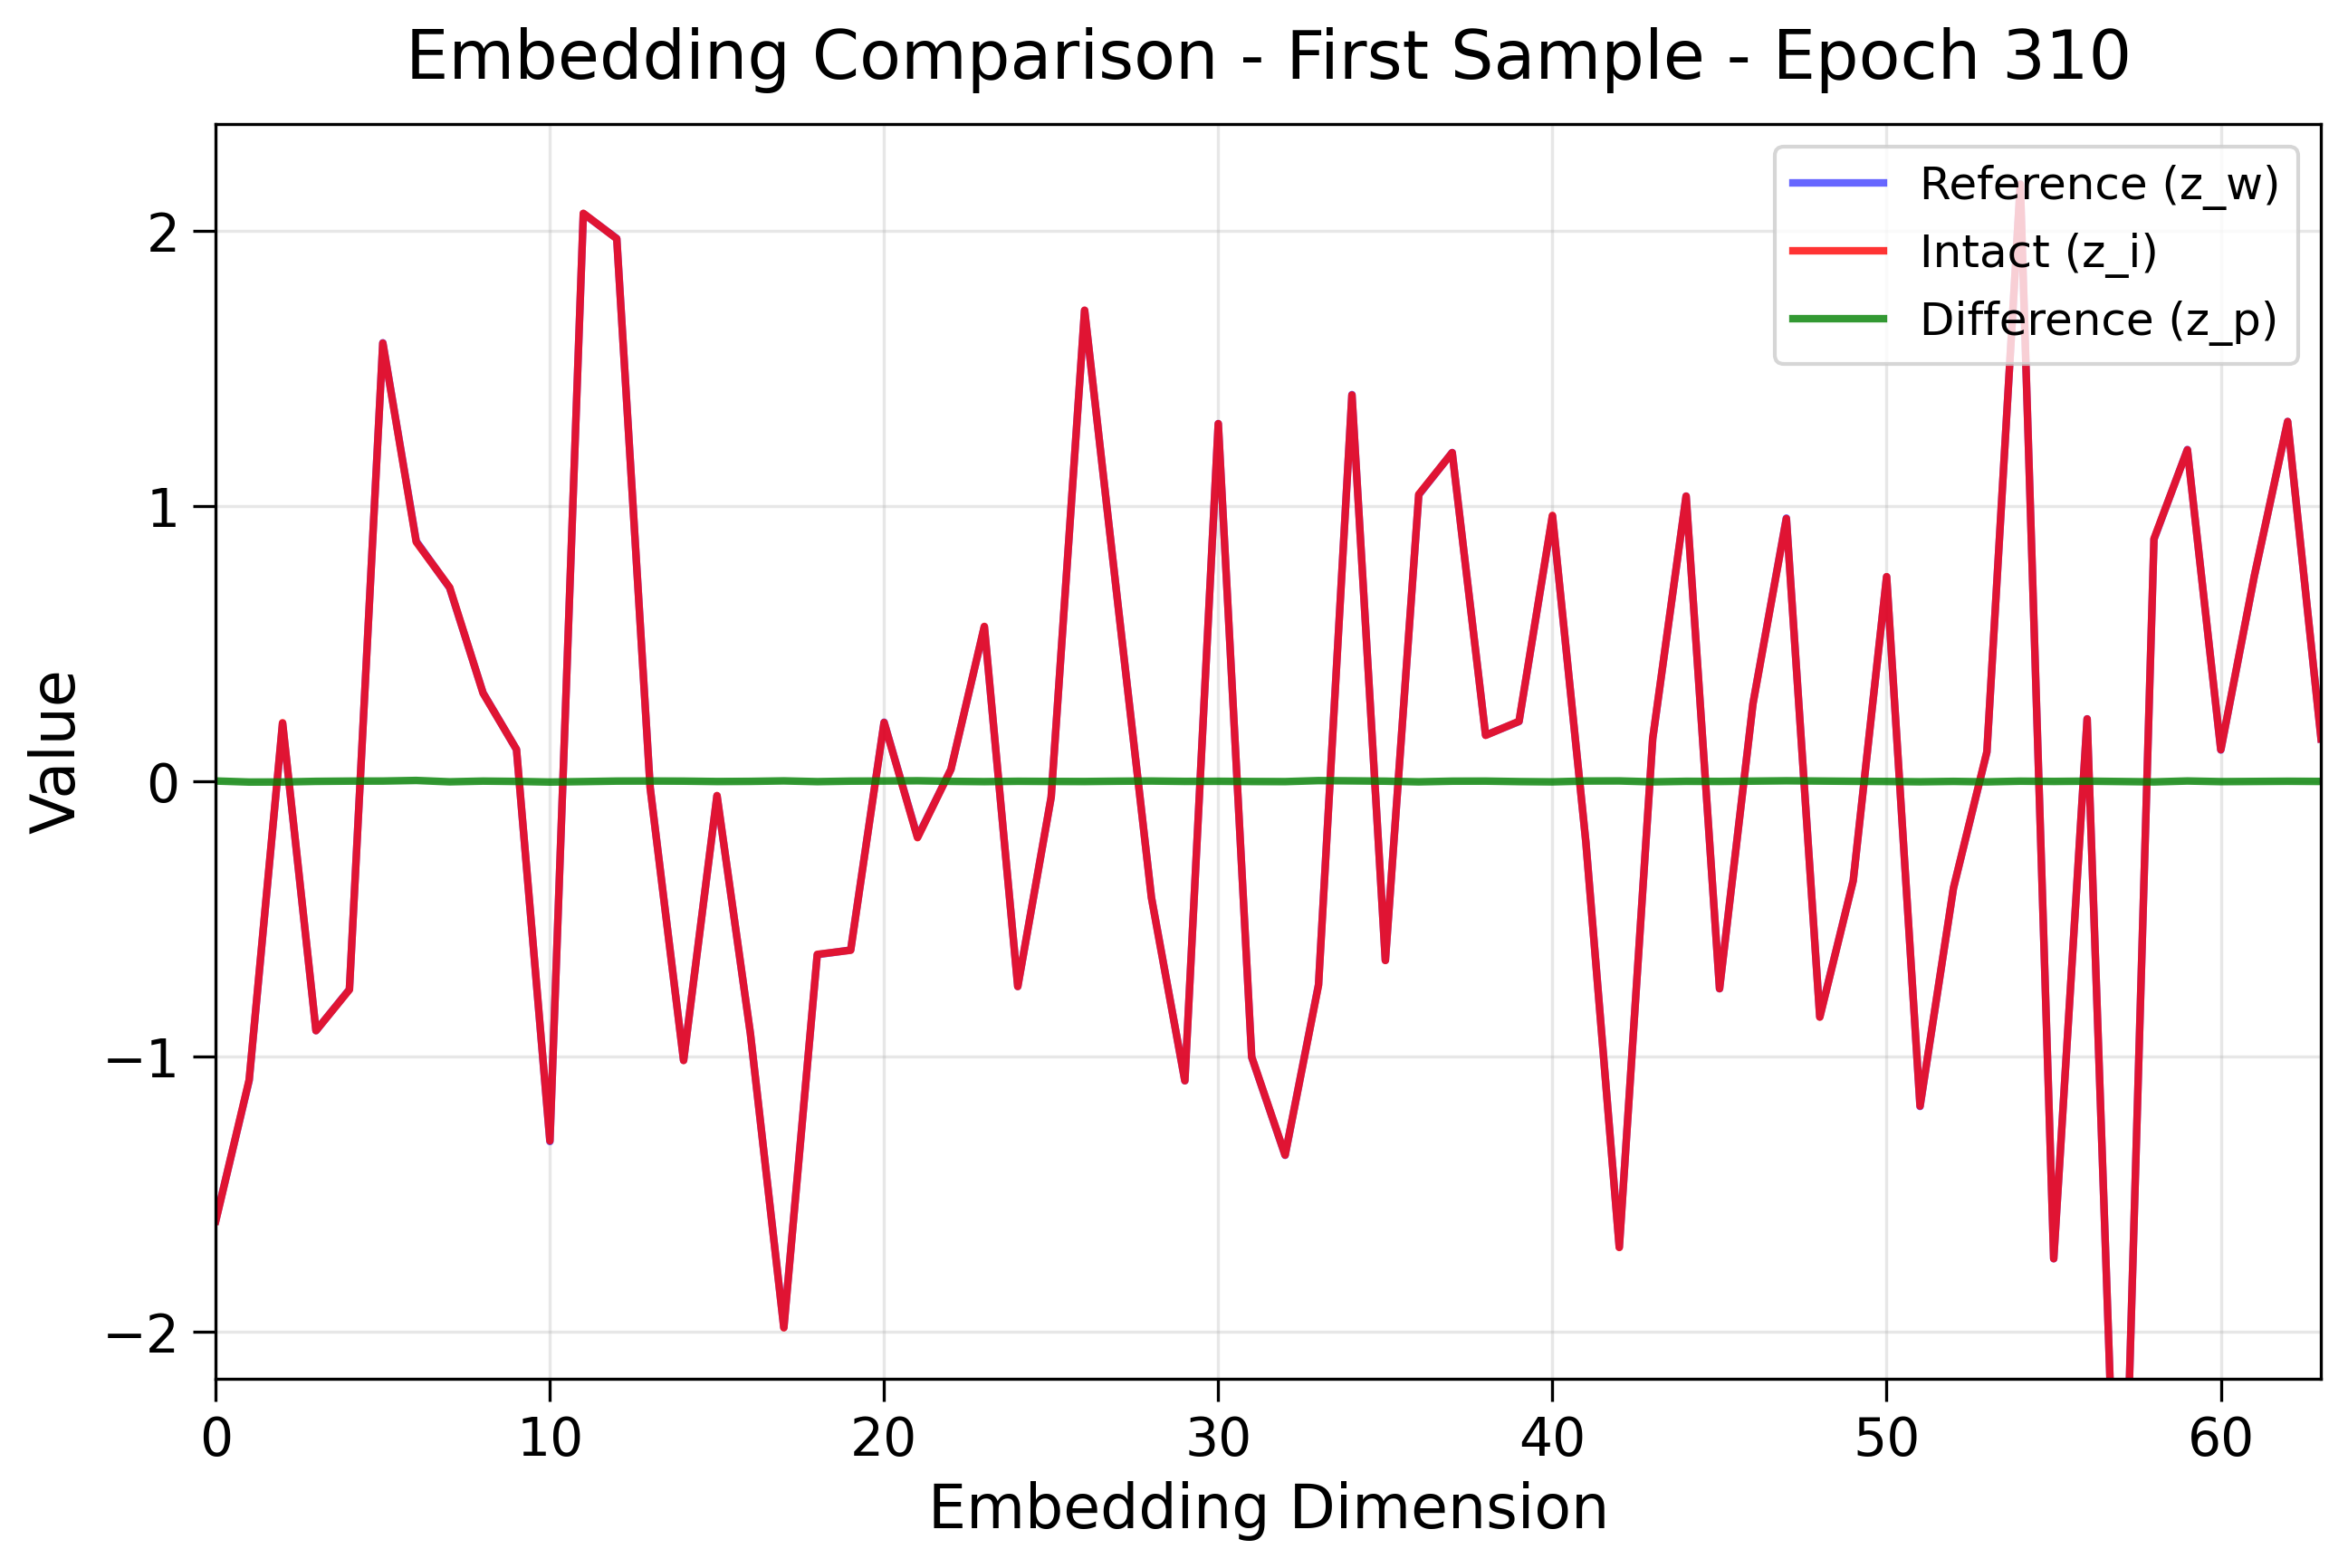 Embedding Comparison - First Sample - Epoch 310
Reference (z_w)
Intact (z_i)
Difference (z_p)
Value
2
1
0
−1
−2
0 10 20 30 40 50 60
Embedding Dimension